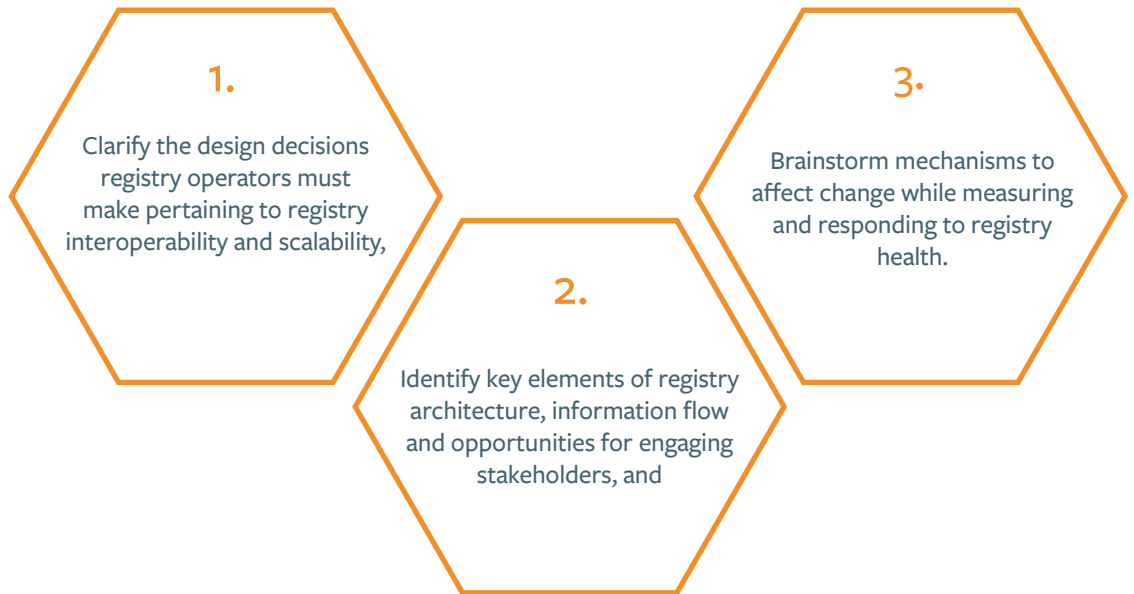 1.
Clarify the design decisions
registry operators must
make pertaining to registry
interoperability and scalability,
2.
Identify key elements of registry
architecture, information flow
and opportunities for engaging
stakeholders, and
3.
Brainstorm mechanisms to
affect change while measuring
and responding to registry
health.